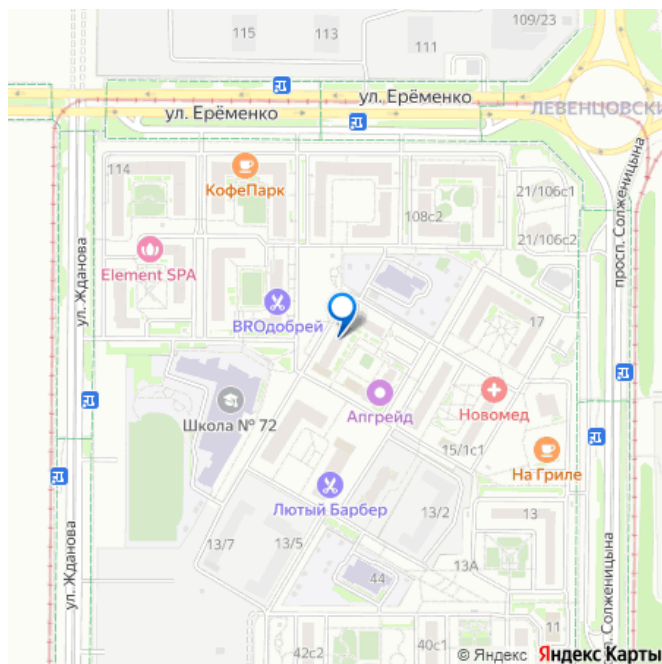 109/23
115
113
111
ул. Ерёменко
ул. Ерёменко
ЛЕВЕНЦОВСКИ
114
КофеПарк
просп. Солженицына
21/106с1
108с2
21/106с2
ул. Жданова
Element SPA
BROдобрей
17
Апгрейд
Новомед
Школа № 72
15/1с1
На Гриле
Лютый Барбер
13/2
13
13/7
13/5
ул. Жданова
13А
44
11
42с2
40с1
. Солженицына
© Яндекс Яндекс Карты